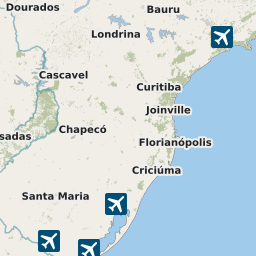 Dourados
Bauru
Londrina
Cascavel
Curitiba
Joinville
sadas
Chapecó
Florianópolis
Criciúma
Santa Maria